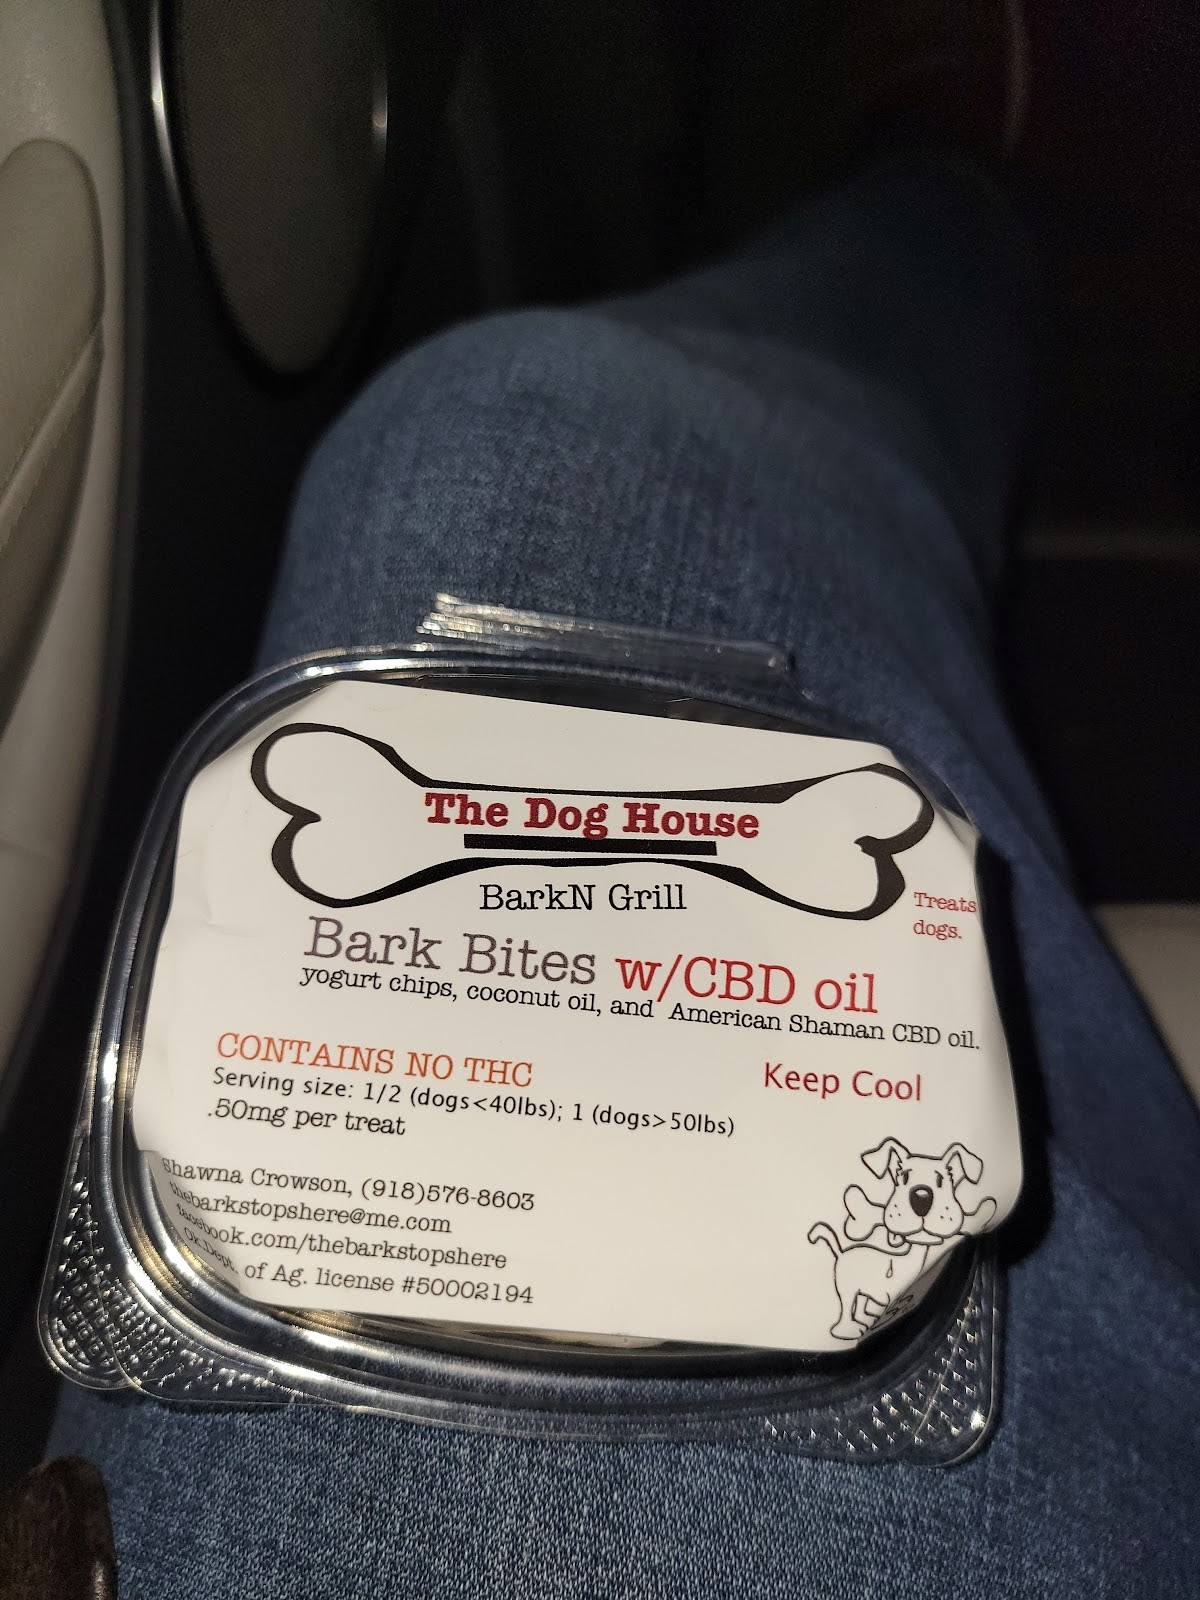 The Dog House
BarkN Grill
Treats
dogs.
Bark Bites w/CBD oil
yogurt chips, coconut oil, and American Shaman CBD oil.
CONTAINS NO THC
Keep Cool
Serving size: 1/2 (dogs<40lbs); 1 (dogs>50lbs)
.50mg per treat
Shawna Crowson, (918)576-8603
thebarkstopshere@me.com
facebook.com/thebarkstopshere
Ok.Dept. of Ag. license #50002194